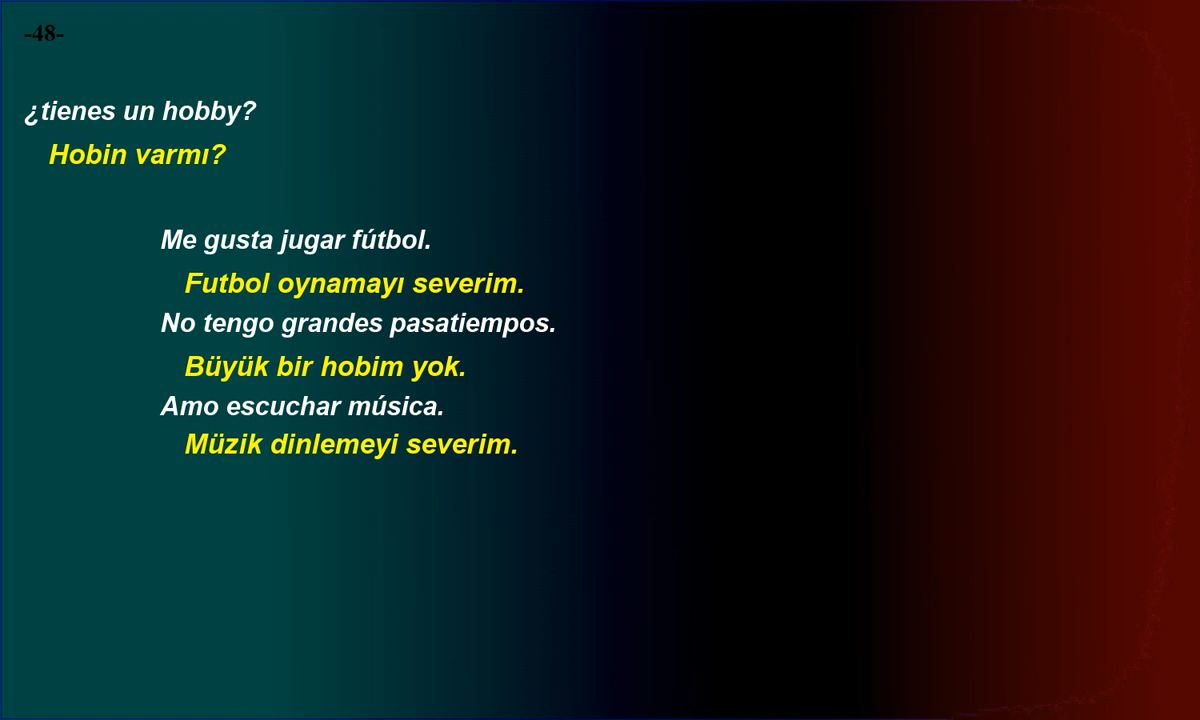 -48-
¿tienes un hobby?
Hobin varmı?
Me gusta jugar fútbol.
Futbol oynamayı severim.
No tengo grandes pasatiempos.
Büyük bir hobim yok.
Amo escuchar música.
Müzik dinlemeyi severim.